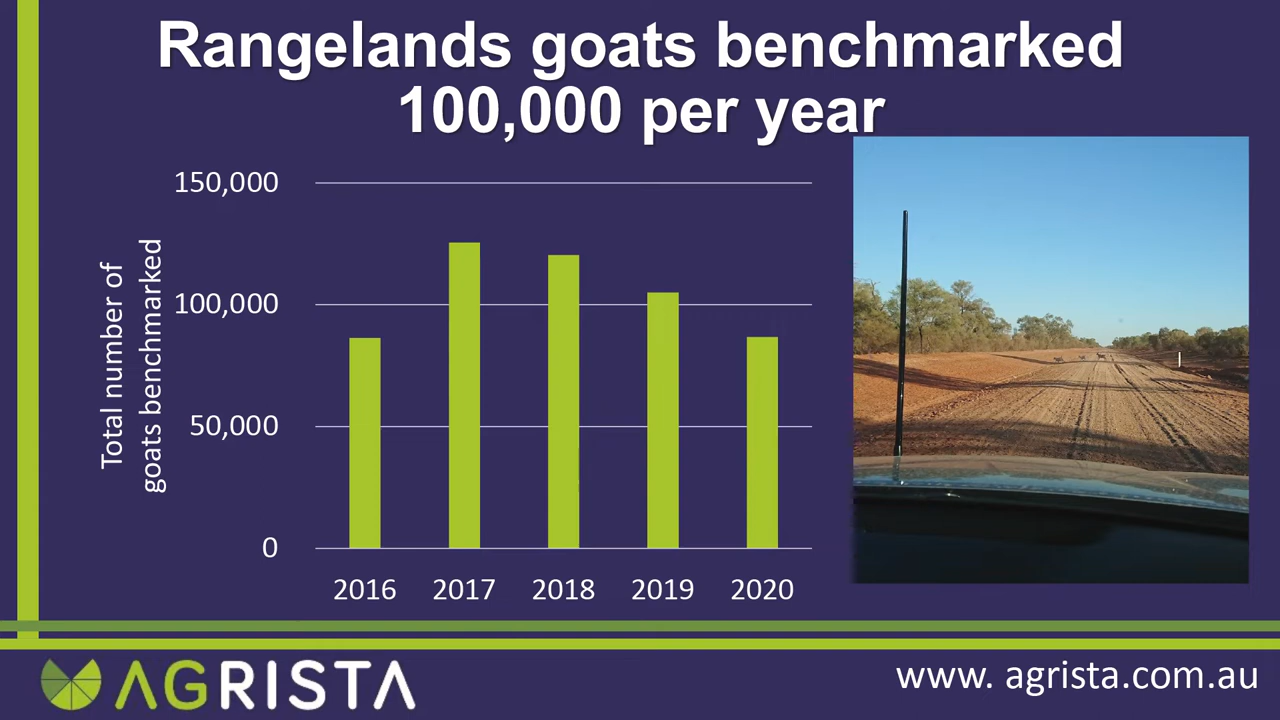 Rangelands goats benchmarked
100,000 per year
150,000
100,000
50,000
0
Total number of
goats benchmarked
2016 2017 2018 2019 2020
AGRISTA
www. agrista.com.au